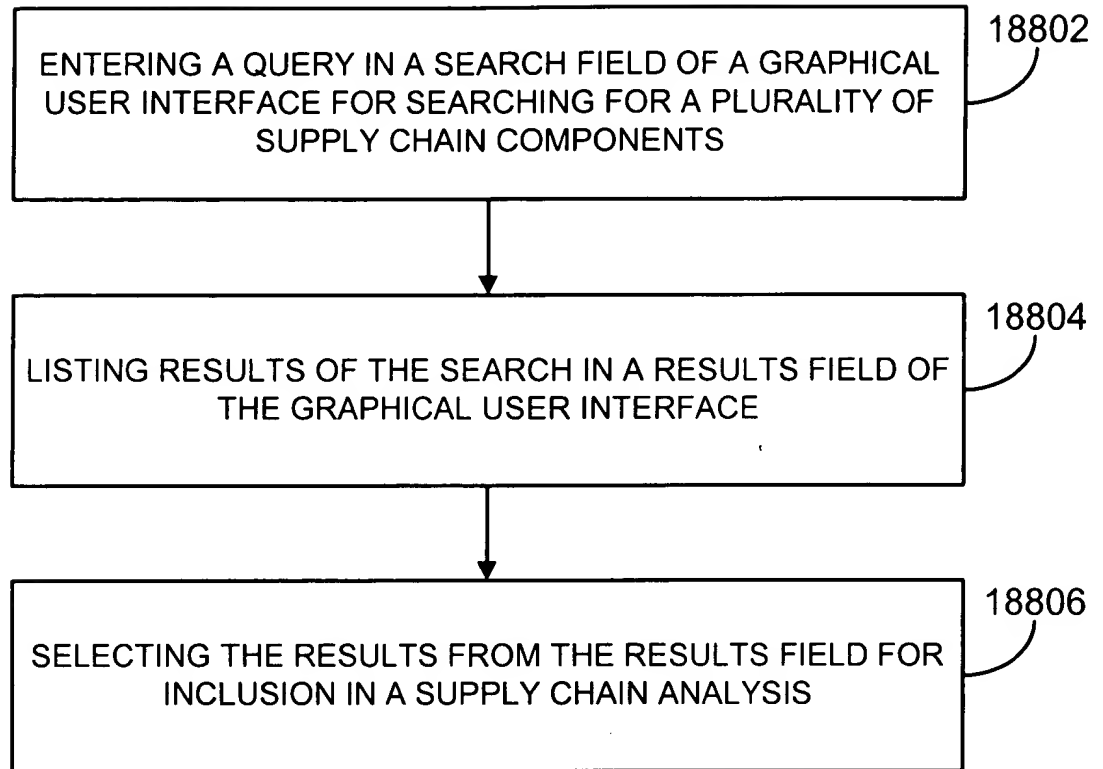 18802
ENTERING A QUERY IN A SEARCH FIELD OF A GRAPHICAL
USER INTERFACE FOR SEARCHING FOR A PLURALITY OF
SUPPLY CHAIN COMPONENTS
18804
LISTING RESULTS OF THE SEARCH IN A RESULTS FIELD OF
THE GRAPHICAL USER INTERFACE
18806
SELECTING THE RESULTS FROM THE RESULTS FIELD FOR
INCLUSION IN A SUPPLY CHAIN ANALYSIS